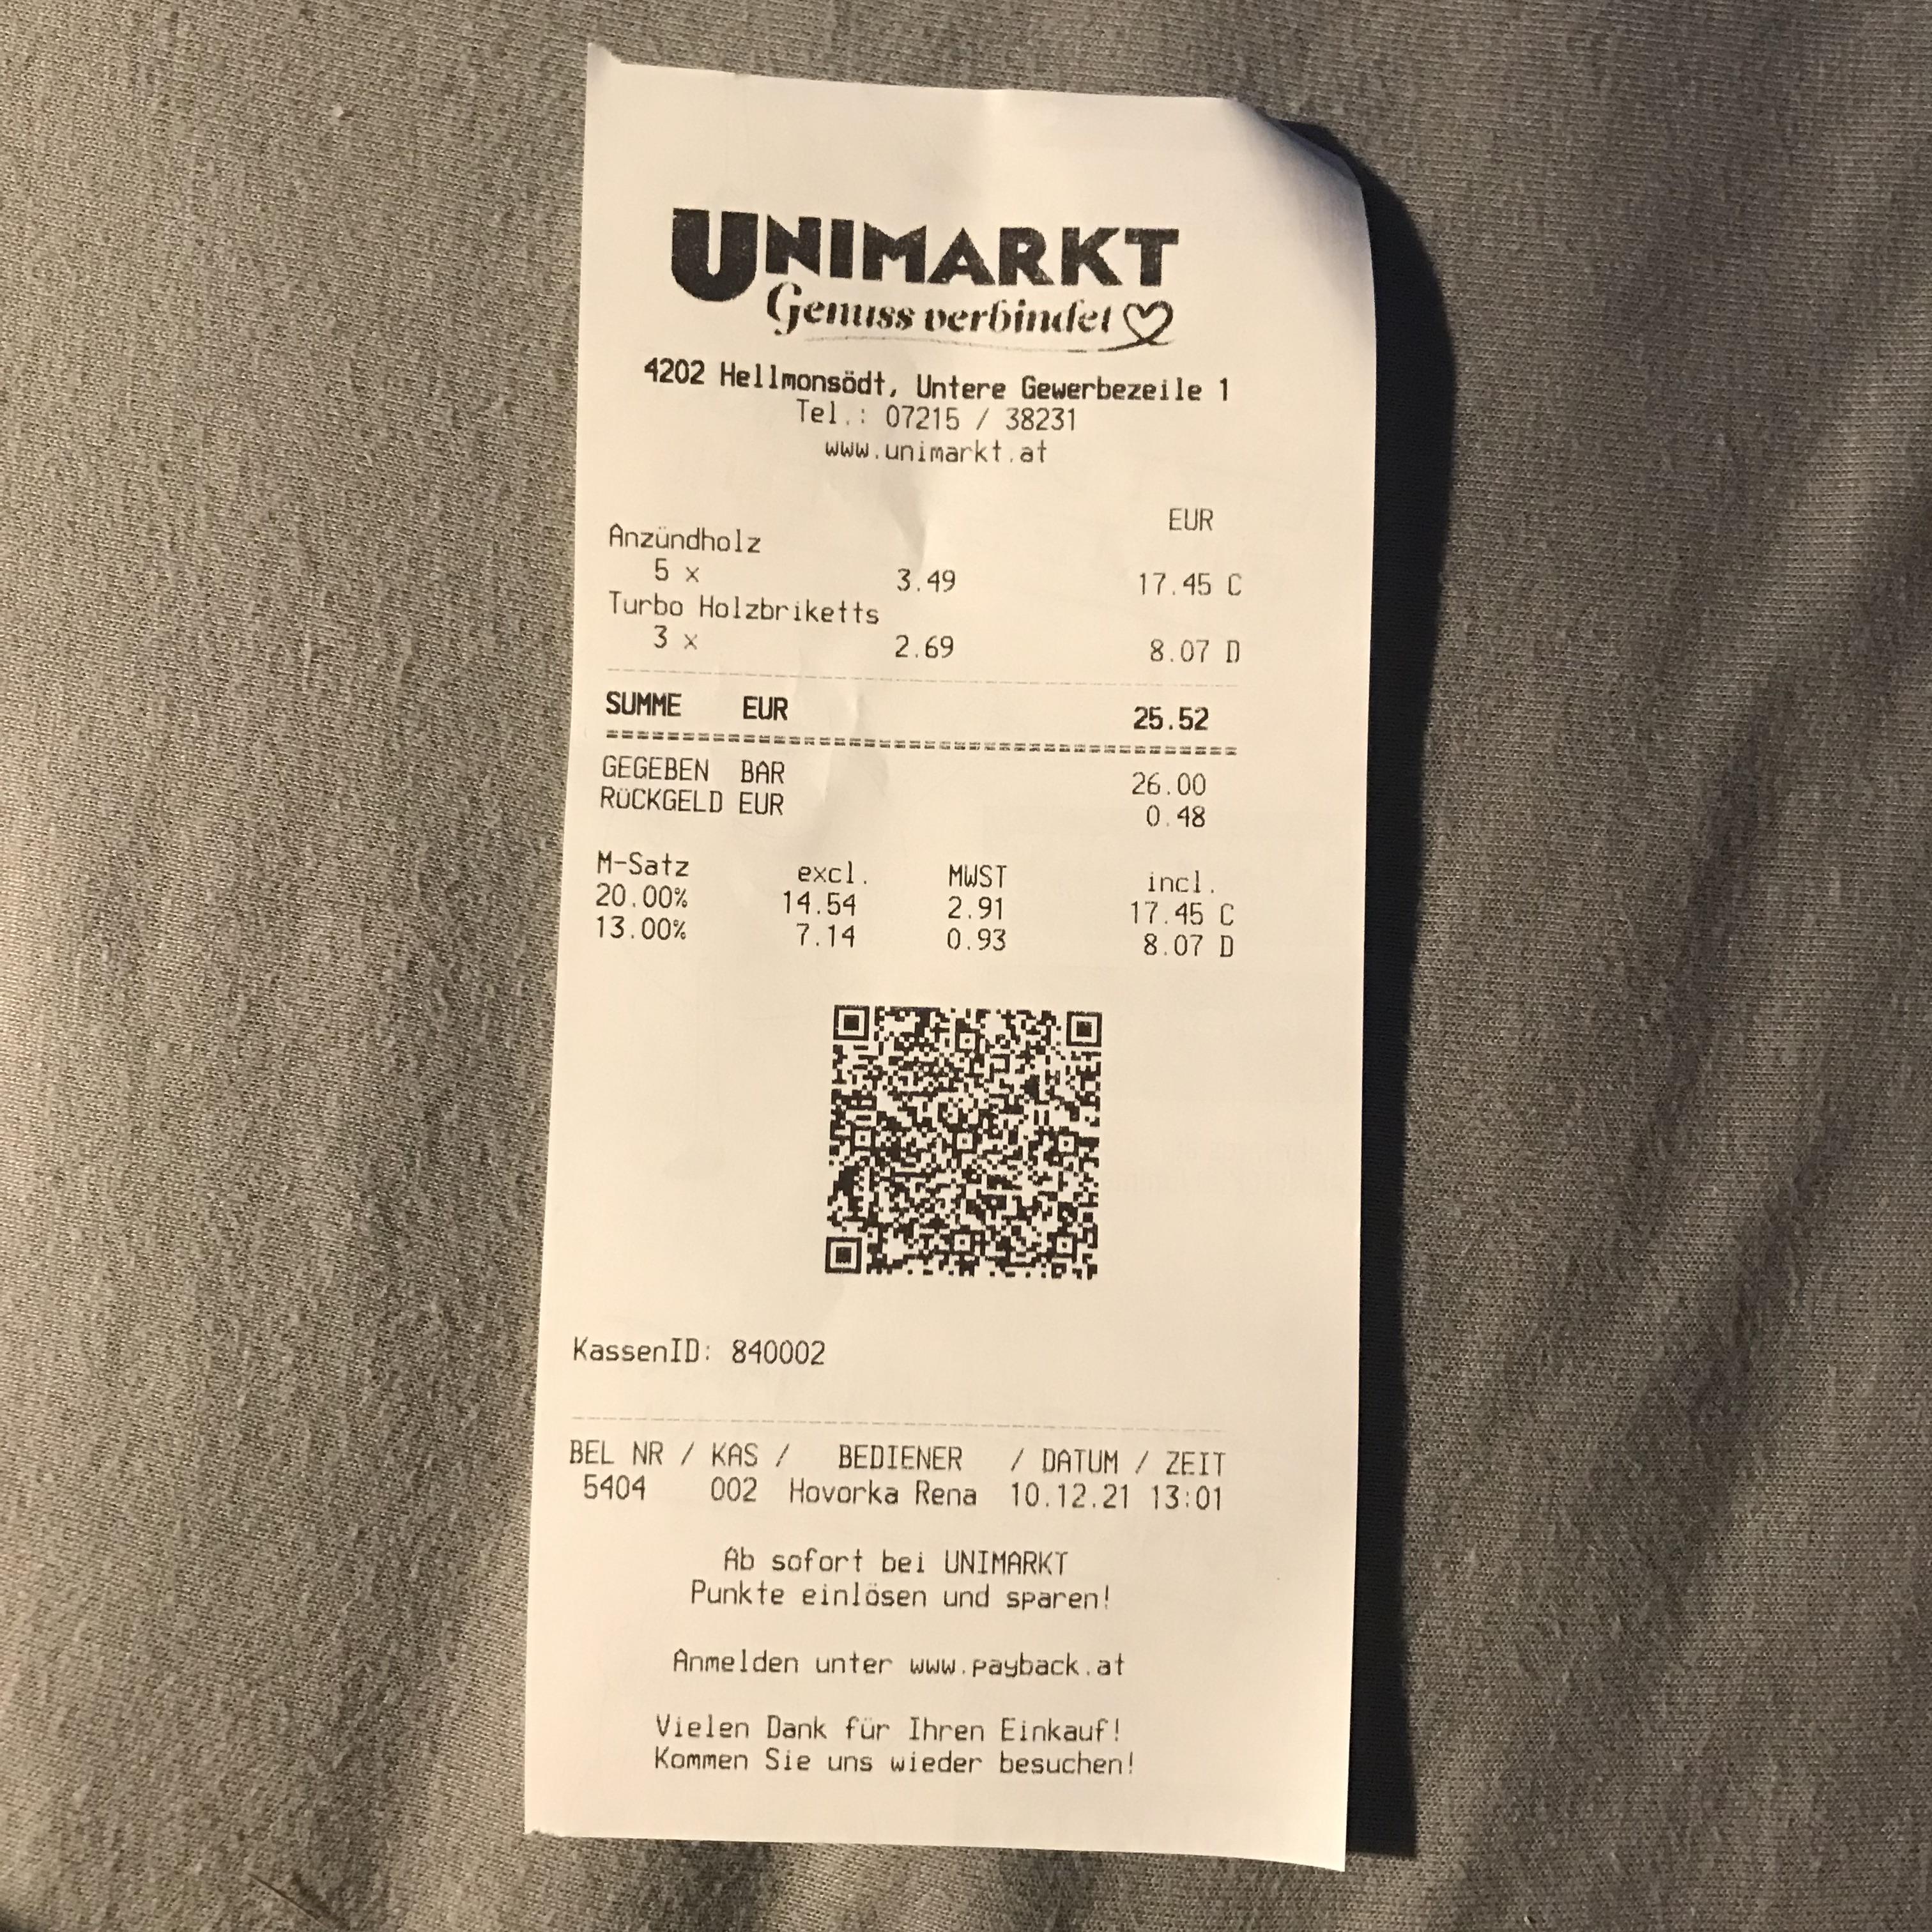 UNIMARKT
Genuss verbindet
4202 Hellmonsödt, Untere Gewerbezeile 1
Tel.: 07215 / 38231
www.unimarkt.at
EUR
Anzündholz
5 x 3.49 17.45 C
Turbo Holzbriketts
3 x 2.69 8.07 D
SUMME EUR 25.52
GEGEBEN BAR 26.00
RÜCKGELD EUR 0.48
M-Satz excl. MWST incl.
20.00% 14.54 2.91 17.45 C
13.00% 7.14 0.93 8.07 D
KassenID: 840002
BEL NR / KAS / BEDIENER / DATUM / ZEIT
5404 002 Hovorka Rena 10.12.21 13:01
Ab sofort bei UNIMARKT
Punkte einlösen und sparen!
Anmelden unter www.payback.at
Vielen Dank für Ihren Einkauf!
Kommen Sie uns wieder besuchen!